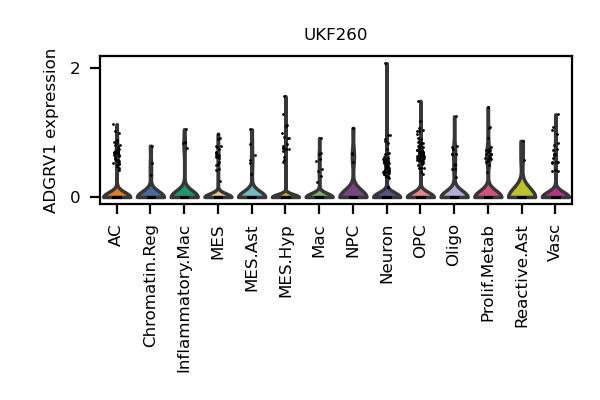 UKF260
ADGRV1 expression
2
0
AC
Chromatin.Reg
Inflammatory.Mac
MES
MES.Ast
MES.Hyp
Mac
NPC
Neuron
OPC
Oligo
Prolif.Metab
Reactive.Ast
Vasc